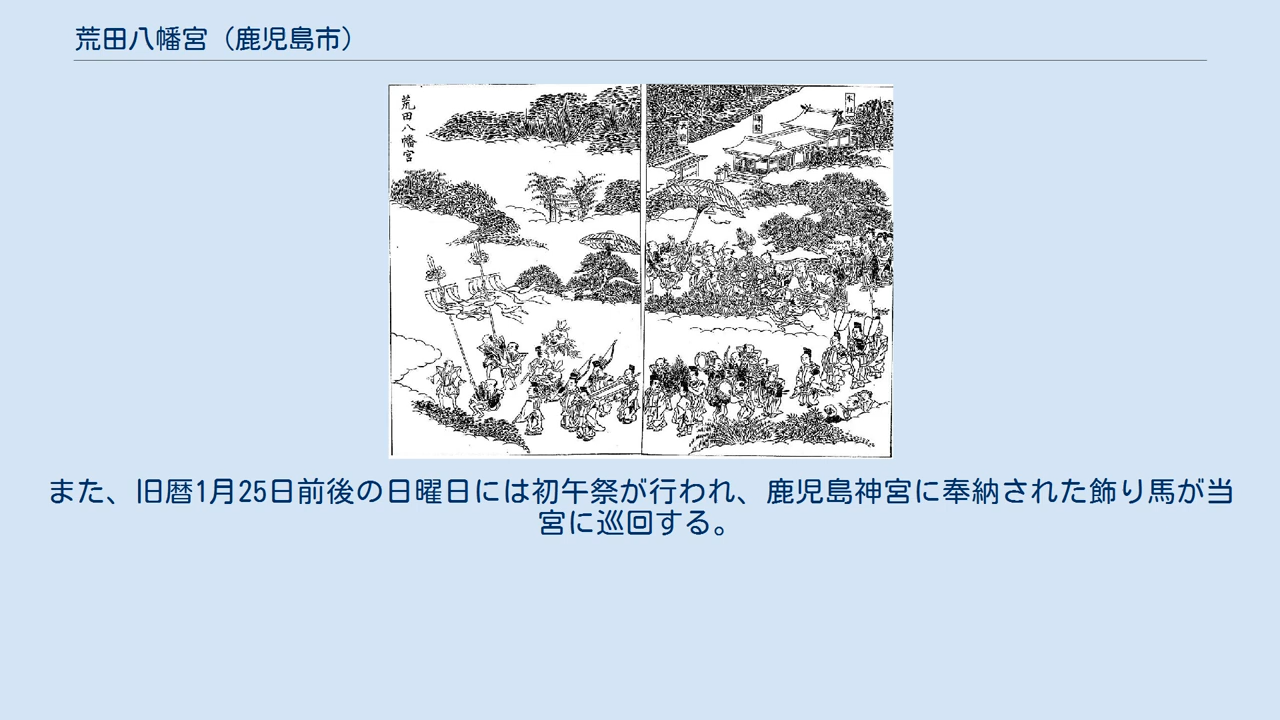 荒田八幡宮（鹿児島市）
荒田八幡宮
本社
また、旧暦1月25日前後の日曜日には初午祭が行われ、鹿児島神宮に奉納された飾り馬が当
宮に巡回する。